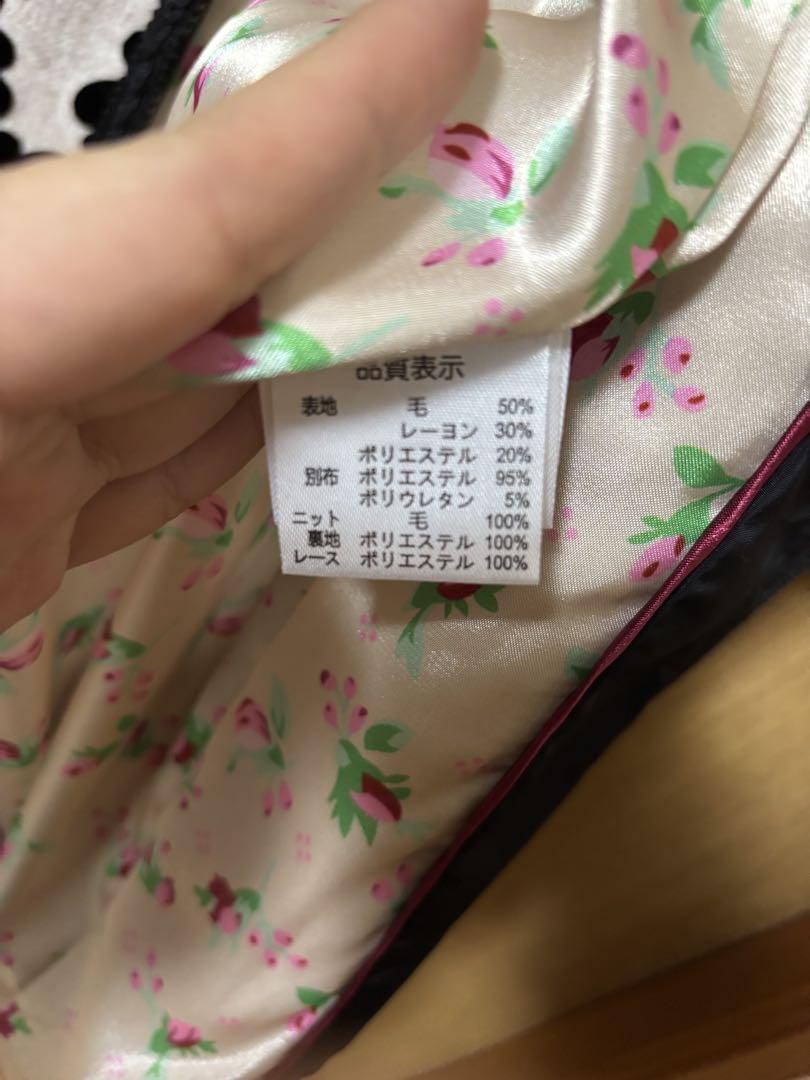 品質表示
表地 毛 50%
レーヨン 30%
ポリエステル 20%
別布 ポリエステル 95%
ポリウレタン 5%
ニット 毛 100%
裏地 ポリエステル 100%
レース ポリエステル 100%